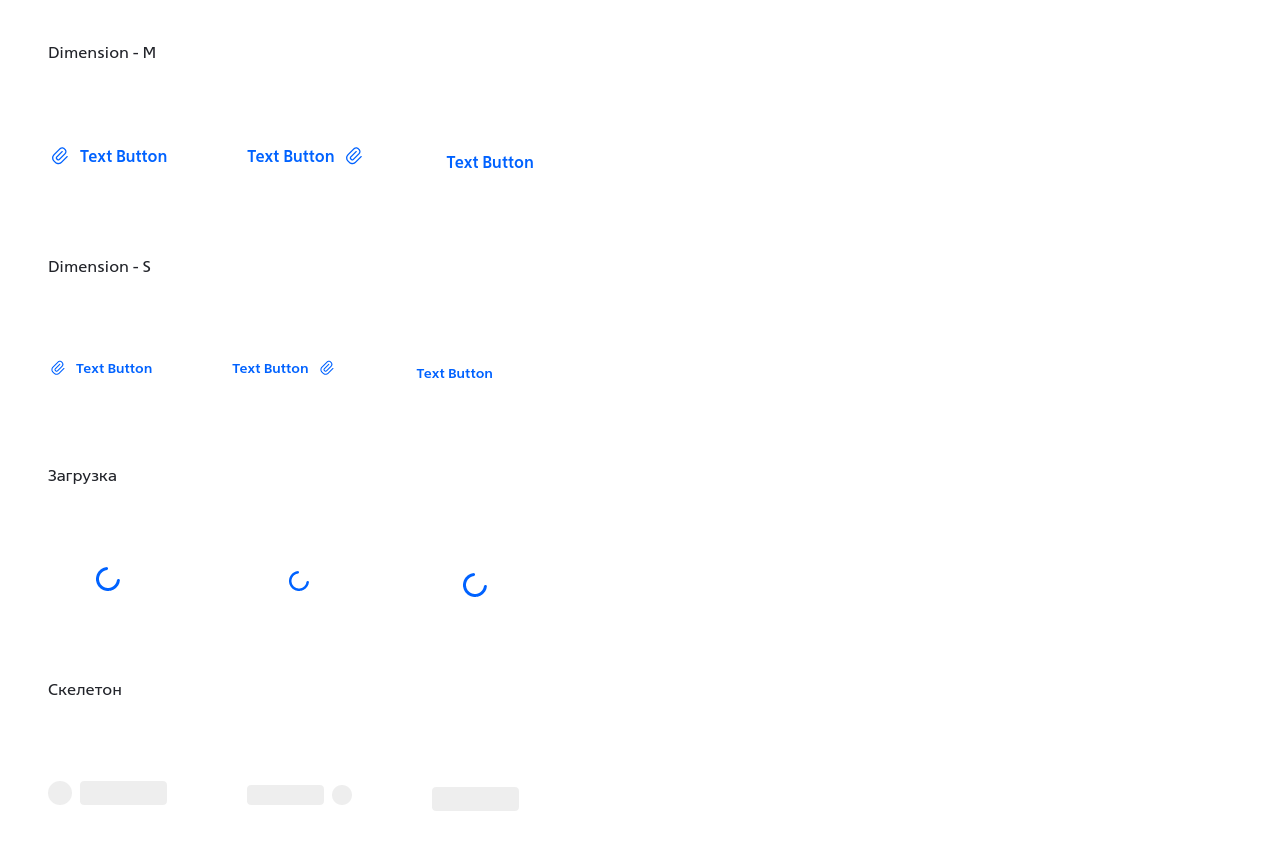 Dimension - M
Text Button Text Button Text Button
Dimension - S
Text Button Text Button Text Button
Загрузка
Скелетон